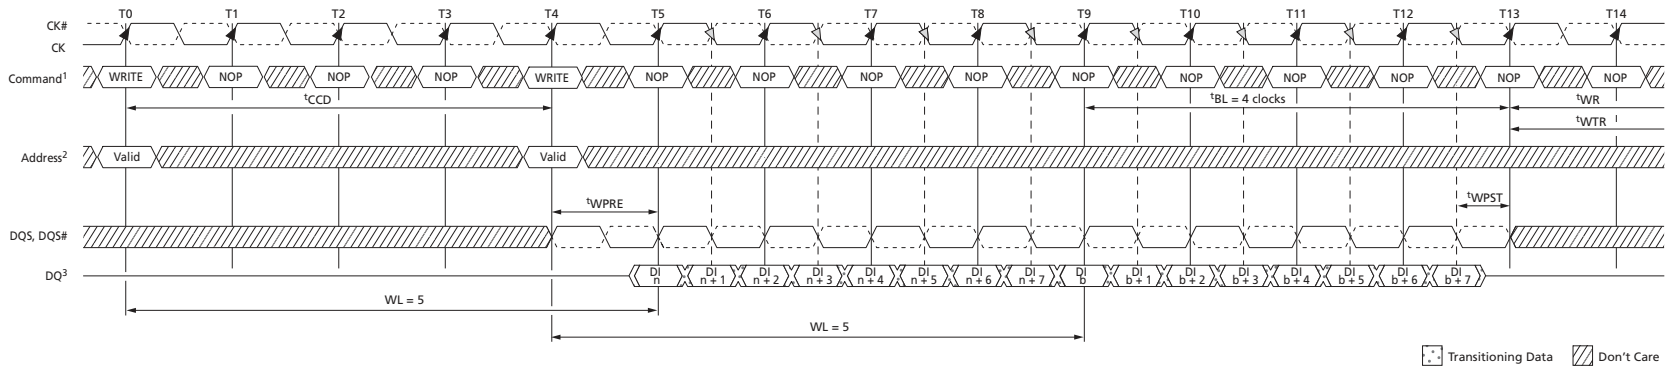 T0 T1 T2 T3 T4 T5 T6 T7 T8 T9 T10 T11 T12 T13 T14
CK#
CK
Command1 WRITE NOP NOP NOP WRITE NOP NOP NOP NOP NOP NOP NOP NOP NOP NOP
tCCD tBL = 4 clocks tWR
tWTR
Address2 Valid Valid
tWPRE tWPST
DQS, DQS#
DQ3 DI n DI n + 1 DI n + 2 DI n + 3 DI n + 4 DI n + 5 DI n + 6 DI n + 7 DI b DI b + 1 DI b + 2 DI b + 3 DI b + 4 DI b + 5 DI b + 6 DI b + 7
WL = 5
WL = 5
Transitioning Data Don't Care